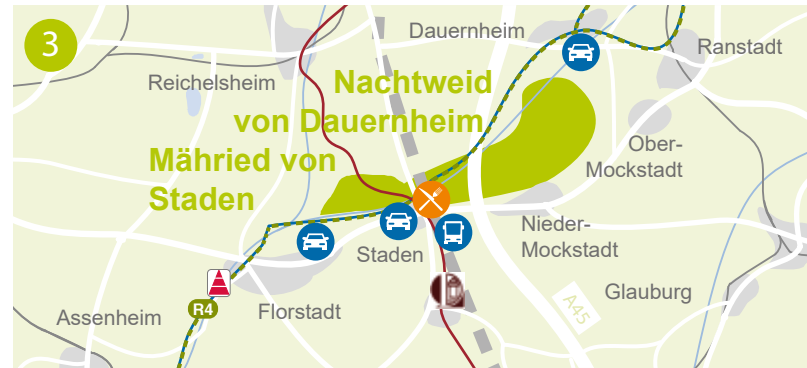 3
Dauernheim
Ranstadt
Reichelsheim
Nachtweid
von Dauernheim
Mähried von
Staden
Ober-
Mockstadt
Nieder-
Mockstadt
Staden
Glauburg
A45
Florstadt
Assenheim
R4